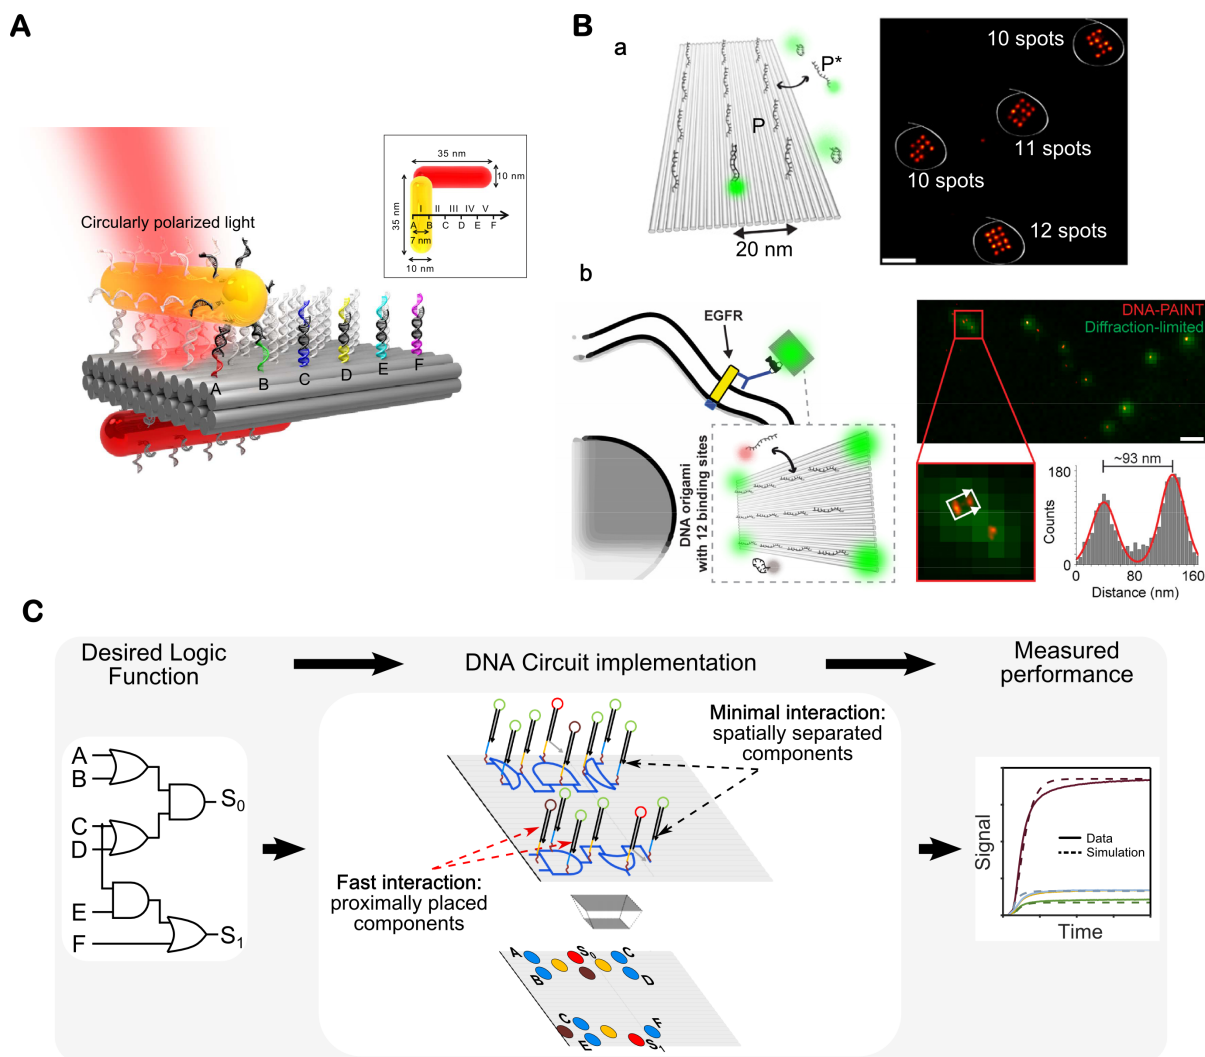 A
Circularly polarized light
35 nm
10 nm
35 nm
I II III IV V
A B C D E F
7 nm
10 nm
A B C D E F
B
a
P*
P
20 nm
10 spots
11 spots
10 spots
12 spots
b
EGFR
DNA origami
with 12 binding sites
DNA-PAINT
Diffraction-limited
~93 nm
180
Counts
0
0 80 160
Distance (nm)
C
Desired Logic
Function
DNA Circuit implementation
Measured
performance
A
B
S0
C
D
E
F
S1
Minimal interaction:
spatially separated
components
Fast interaction:
proximally placed
components
A S0 C
B D
C F
E S1
Signal
Data
Simulation
Time